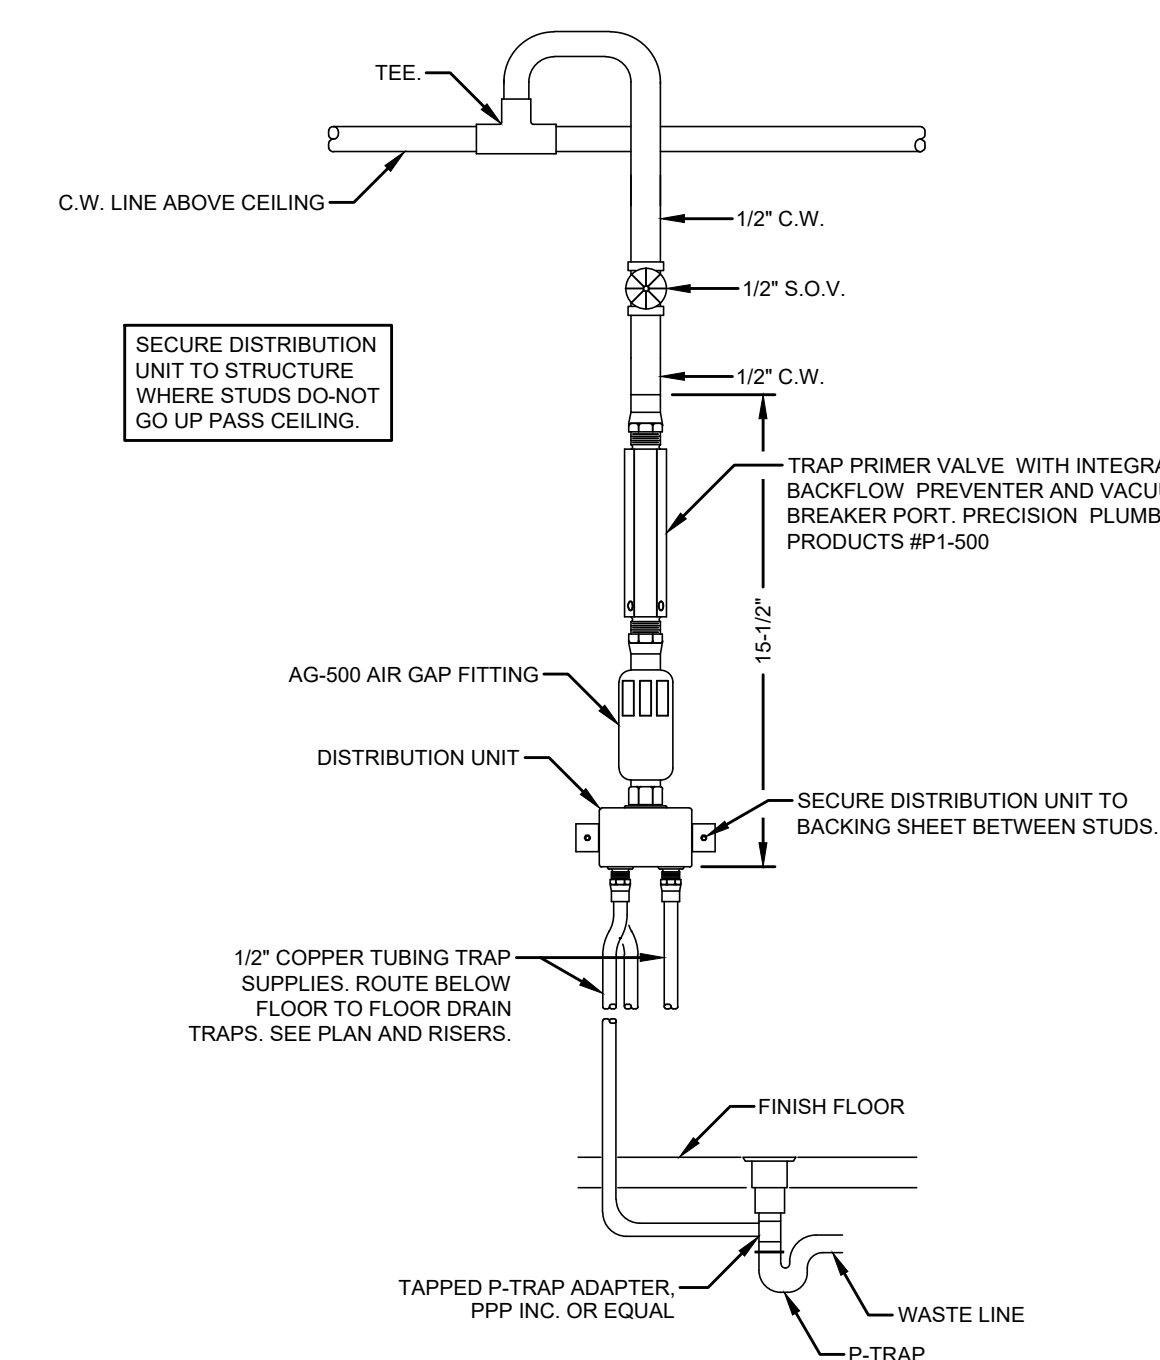 TEE.
C.W. LINE ABOVE CEILING
1/2" C.W.
1/2" S.O.V.
SECURE DISTRIBUTION
UNIT TO STRUCTURE
WHERE STUDS DO-NOT
GO UP PASS CEILING.
1/2" C.W.
TRAP PRIMER VALVE WITH INTEGRA
BACKFLOW PREVENTER AND VACUU
BREAKER PORT. PRECISION PLUMB
PRODUCTS #P1-500
15-1/2"
AG-500 AIR GAP FITTING
DISTRIBUTION UNIT
SECURE DISTRIBUTION UNIT TO
BACKING SHEET BETWEEN STUDS.
1/2" COPPER TUBING TRAP
SUPPLIES. ROUTE BELOW
FLOOR TO FLOOR DRAIN
TRAPS. SEE PLAN AND RISERS.
FINISH FLOOR
TAPPED P-TRAP ADAPTER,
PPP INC. OR EQUAL
WASTE LINE
P-TRAP